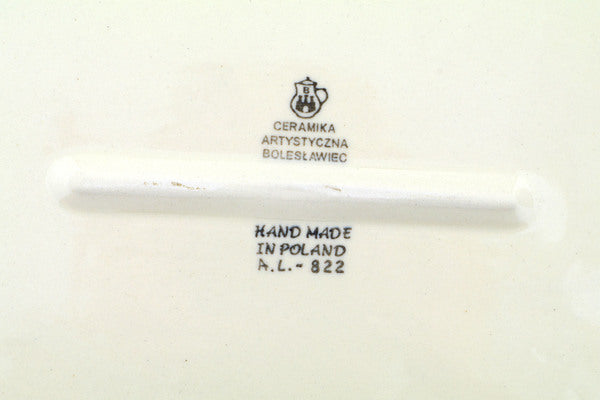 B
CERAMIKA
ARTYSTYCZNA
BOLESŁAWIEC
HAND MADE
IN POLAND
A.L.- 822